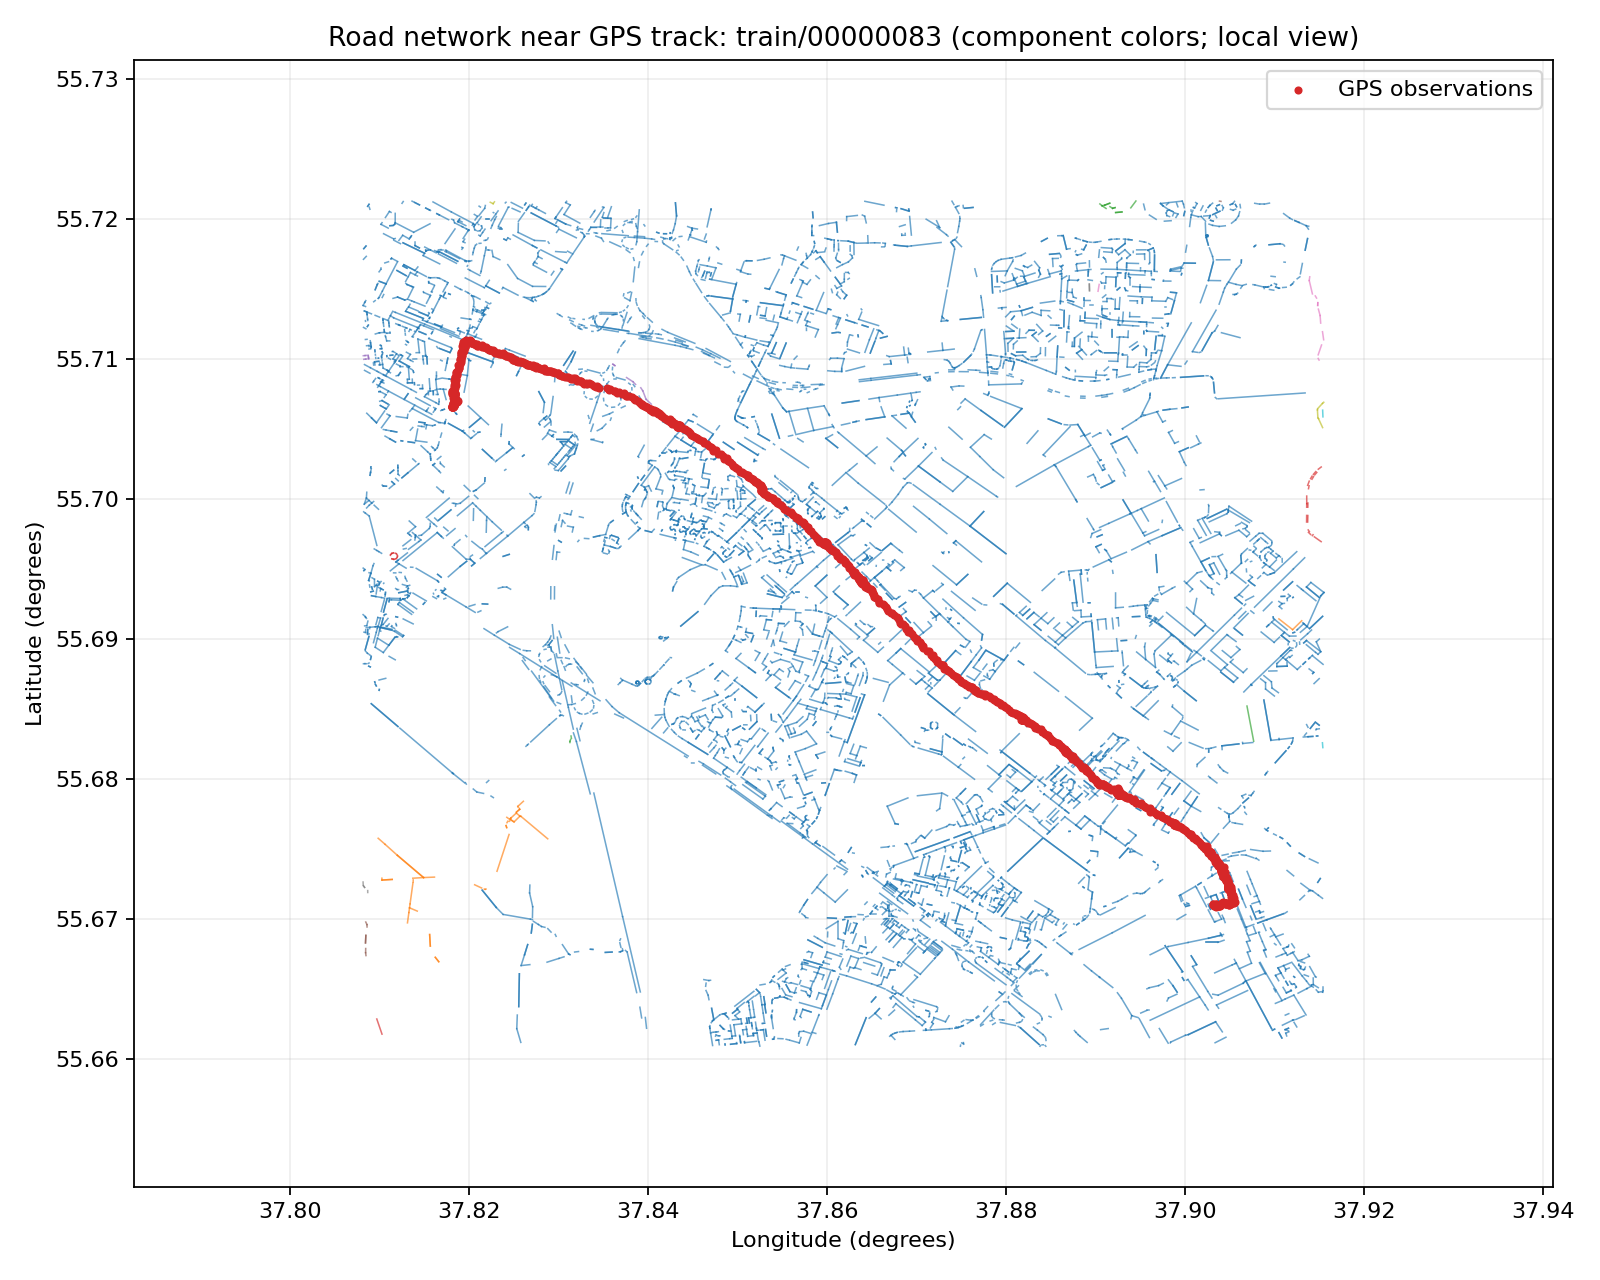 Road network near GPS track: train/00000083 (component colors; local view)
GPS observations
55.73
55.72
55.71
55.70
55.69
55.68
55.67
55.66
Latitude (degrees)
37.80 37.82 37.84 37.86 37.88 37.90 37.92 37.94
Longitude (degrees)